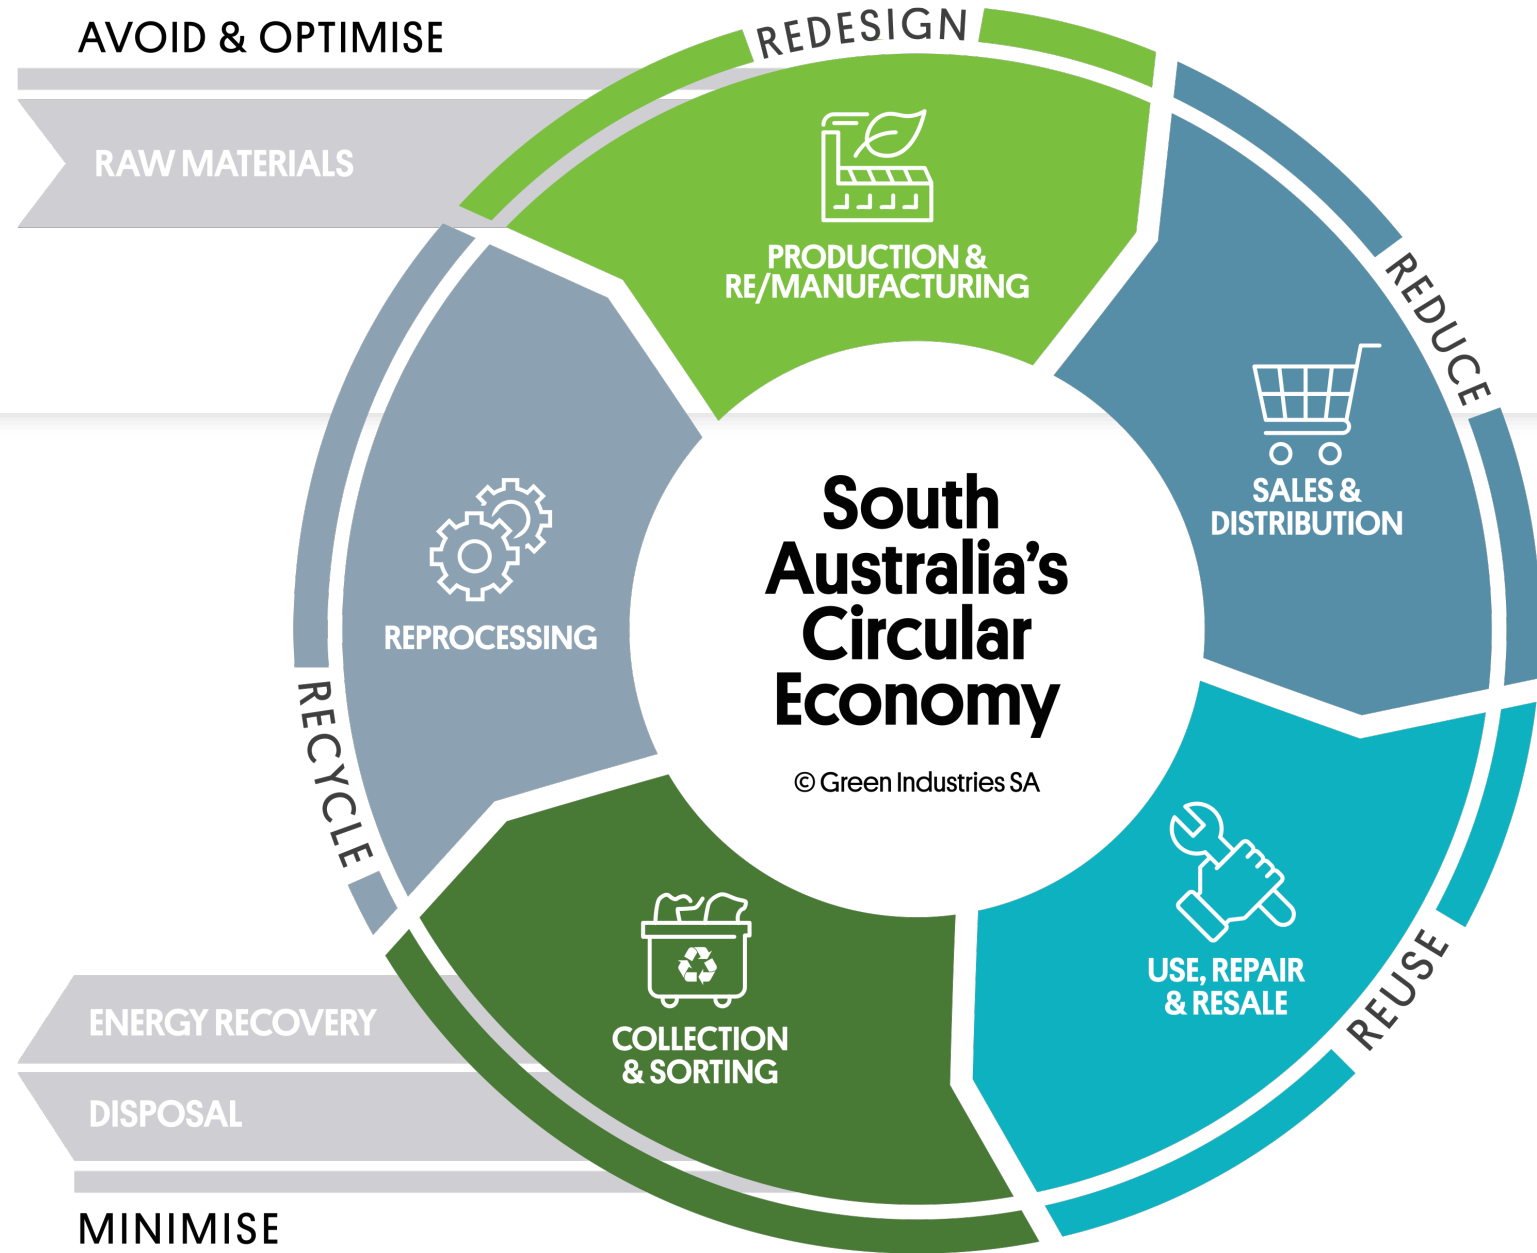 AVOID & OPTIMISE
RAW MATERIALS
REDESIGN
PRODUCTION &
RE/MANUFACTURING
REDUCE
SALES &
DISTRIBUTION
South
Australia's
Circular
Economy
© Green Industries SA
REPROCESSING
RECYCLE
USE, REPAIR
& RESALE
REUSE
COLLECTION
& SORTING
ENERGY RECOVERY
DISPOSAL
MINIMISE